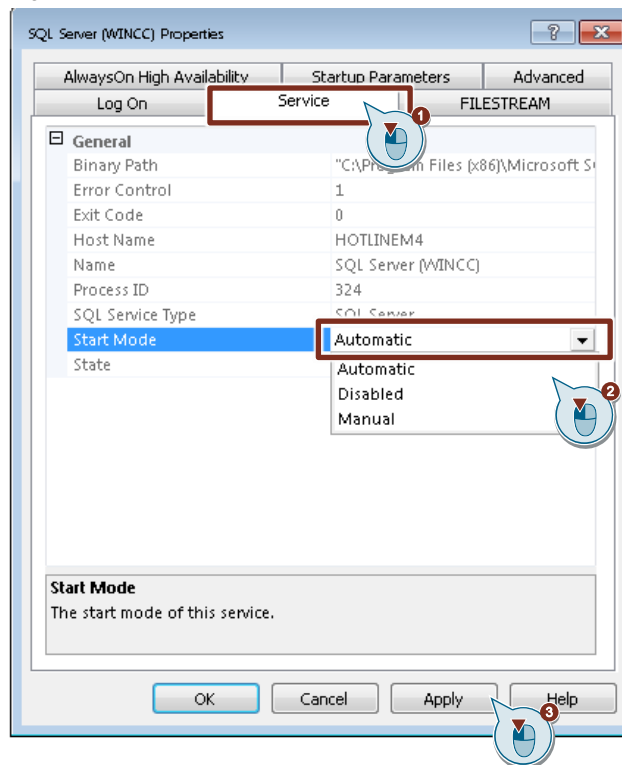 SQL Server (WINCC) Properties
AlwaysOn High Availability Startup Parameters Advanced
Log On Service FILESTREAM
1
General
Binary Path "C:\Program Files (x86)\Microsoft S
Error Control 1
Exit Code 0
Host Name HOTLINEM4
Name SQL Server (WINCC)
Process ID 324
SQL Service Type SQL Server
Start Mode Automatic
State Automatic
Disabled
2
Manual
Start Mode
The start mode of this service.
OK Cancel Apply Help
3